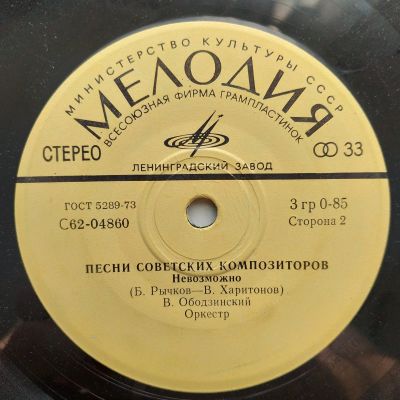 МИНИСТЕРСТВО КУЛЬТУРЫ СССР
МЕЛОДИЯ
ВСЕСОЮЗНАЯ ФИРМА ГРАМПЛАСТИНОК
СТЕРЕО
33
ЛЕНИНГРАДСКИЙ ЗАВОД
ГОСТ 5289-73
3 гр 0-85
С62-04860
Сторона 2
ПЕСНИ СОВЕТСКИХ КОМПОЗИТОРОВ
Невозможно
(Б. Рычков—В. Харитонов)
В. Ободзинский
Оркестр